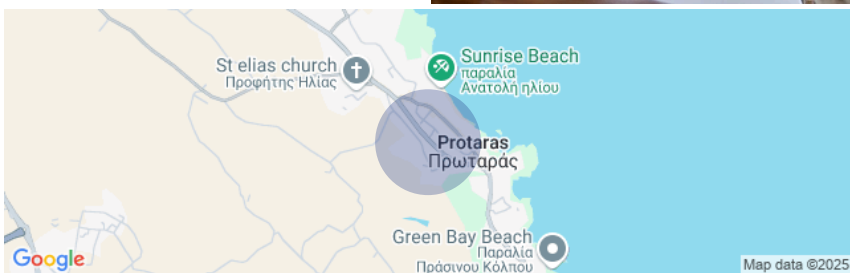 St elias church
Προφήτης Ηλίας
Sunrise Beach
παραλία
Ανατολή ηλίου
Protaras
Πρωταράς
Green Bay Beach
Παραλία
Πράσινου Κόλπου
Google
Map data ©2025